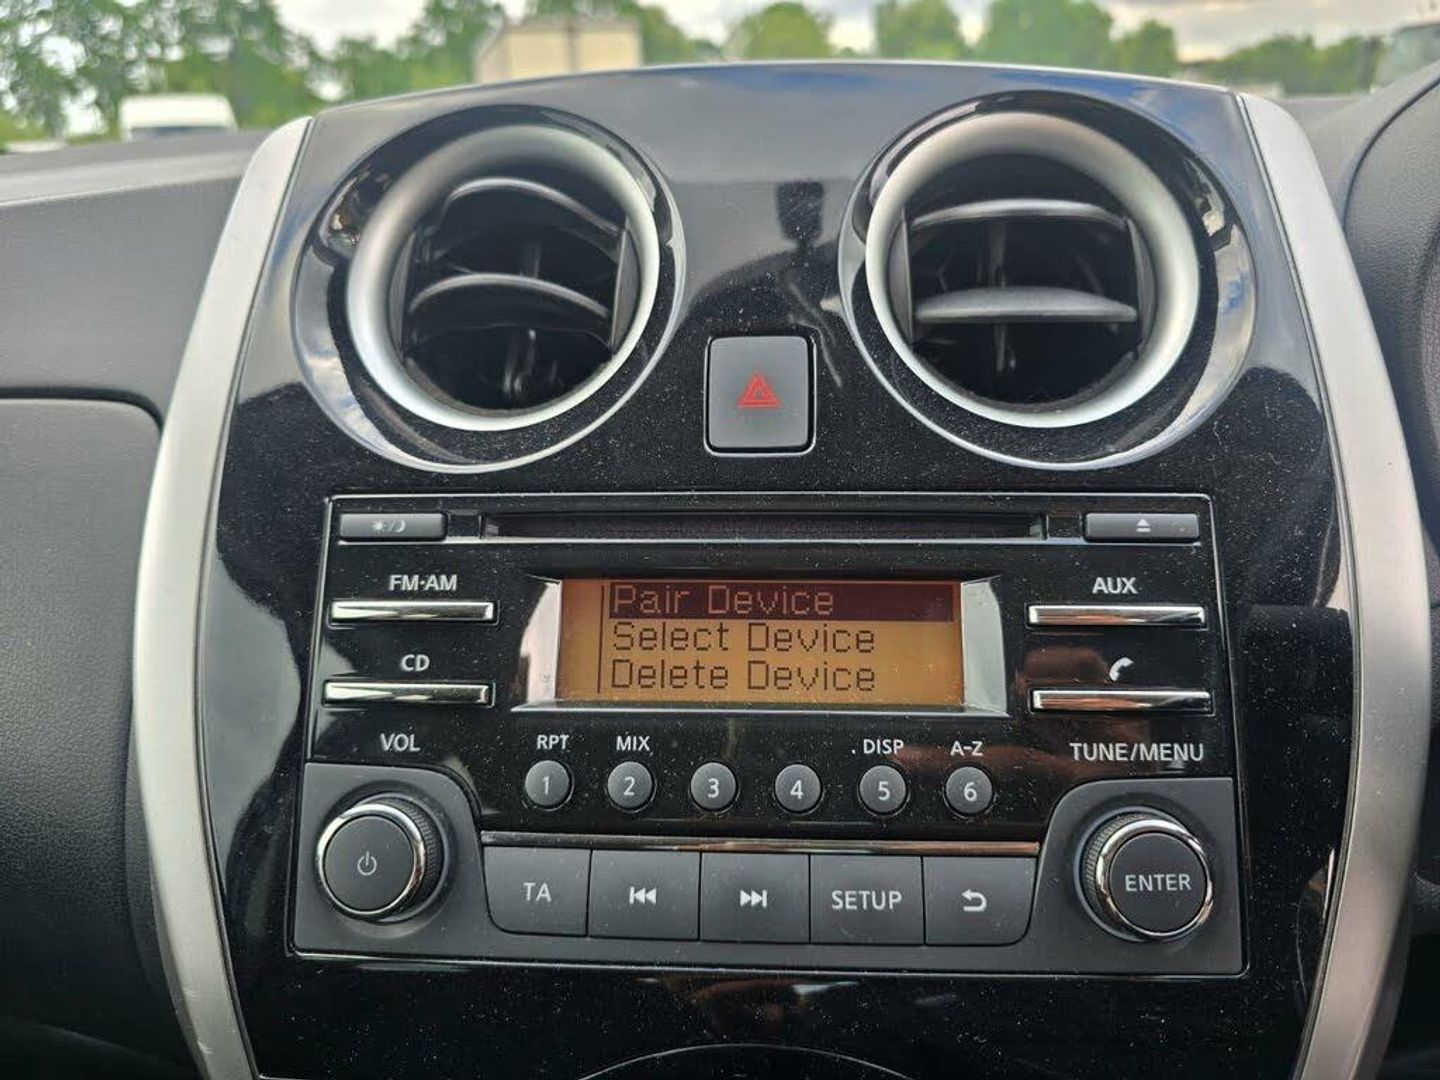 FM·AM
CD
VOL
Pair Device
Select Device
Delete Device
AUX
TUNE/MENU
RPT
MIX
. DISP
A-Z
1
2
3
4
5
6
TA
SETUP
ENTER